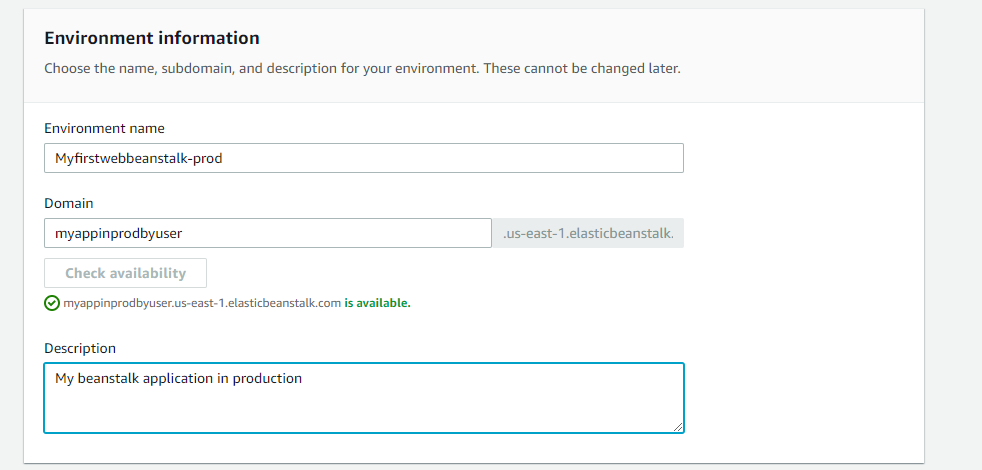 Environment information
Choose the name, subdomain, and description for your environment. These cannot be changed later.
Environment name
Myfirstwebbeanstalk-prod
Domain
myappinprodbyuser .us-east-1.elasticbeanstalk.
Check availability
myappinprodbyuser.us-east-1.elasticbeanstalk.com is available.
Description
My beanstalk application in production